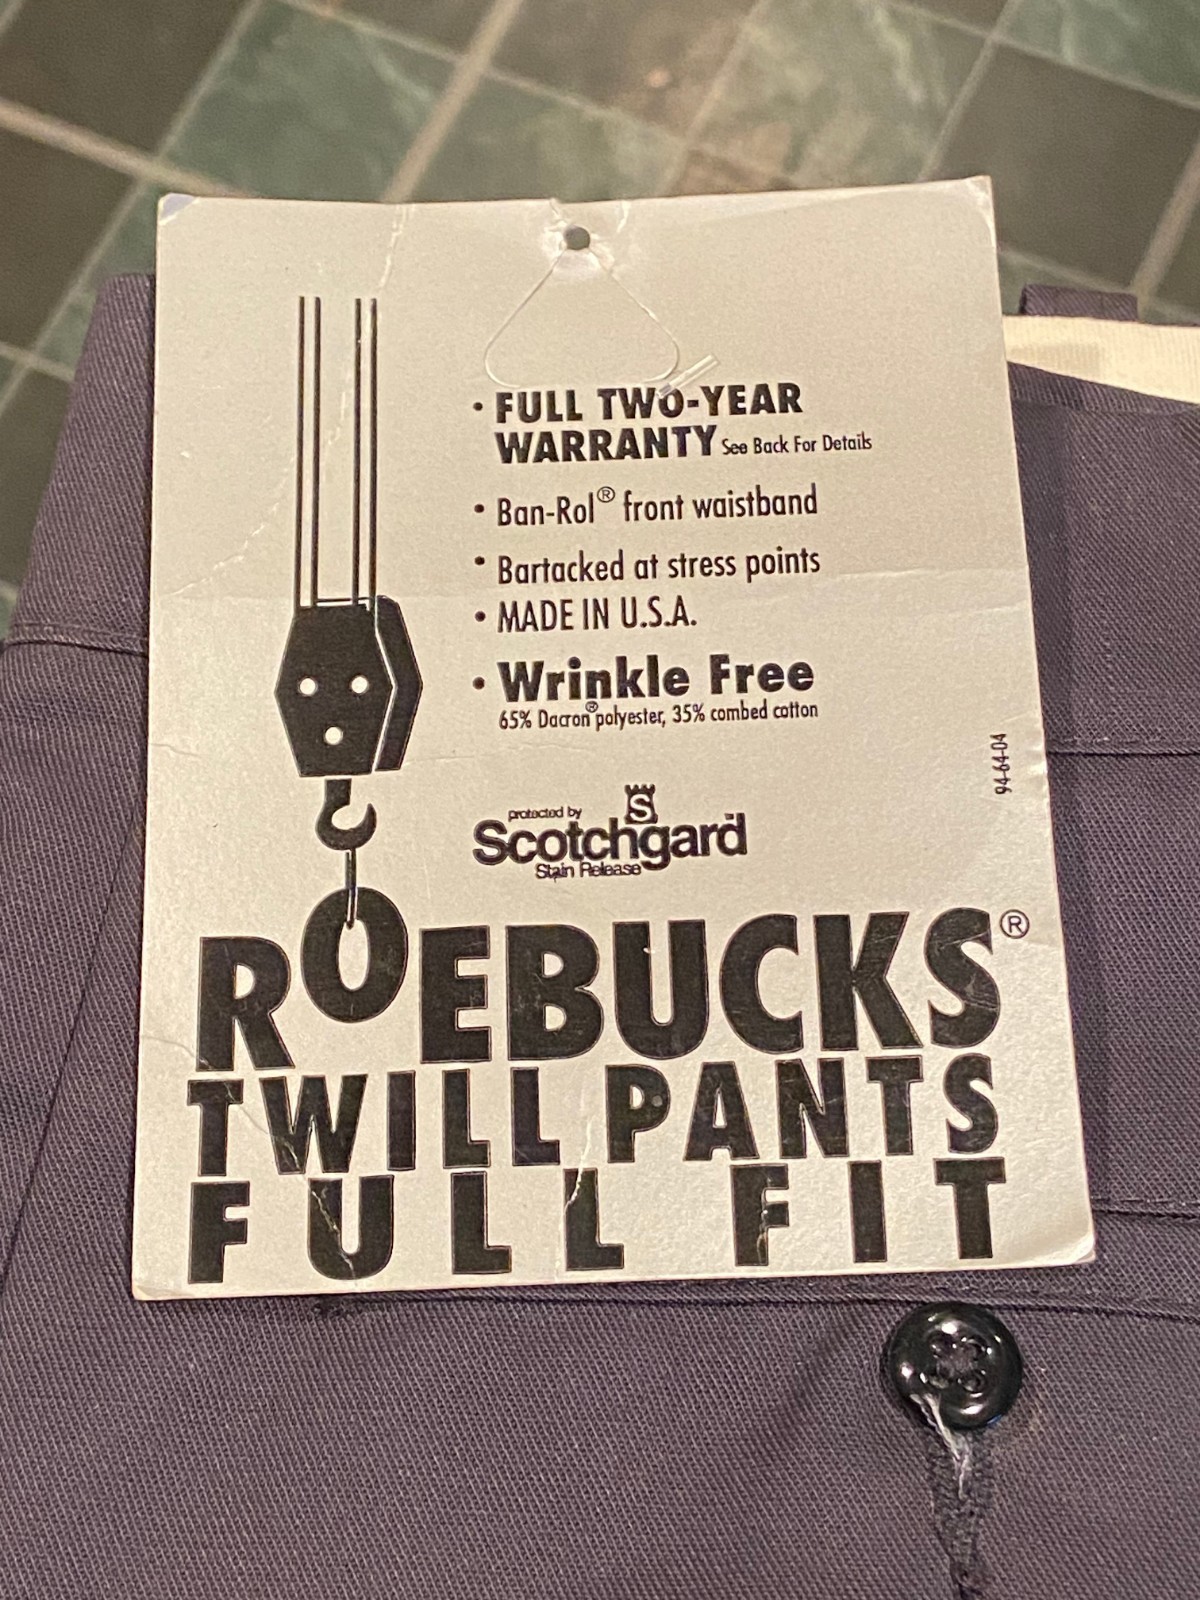 • FULL TWO-YEAR
WARRANTY See Back For Details
• Ban-Rol® front waistband
• Bartacked at stress points
• MADE IN U.S.A.
• Wrinkle Free
65% Dacron® polyester, 35% combed cotton
94-64-04
protected by
S
Scotchgard™
Stain Release
ROEBUCKS®
TWILL PANTS
FULL FIT